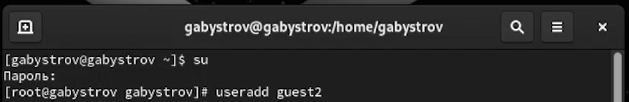 gabystrov@gabystrov:/home/gabystrov
[gabystrov@gabystrov ~]$ su
Пароль:
[root@gabystrov gabystrov]# useradd guest2